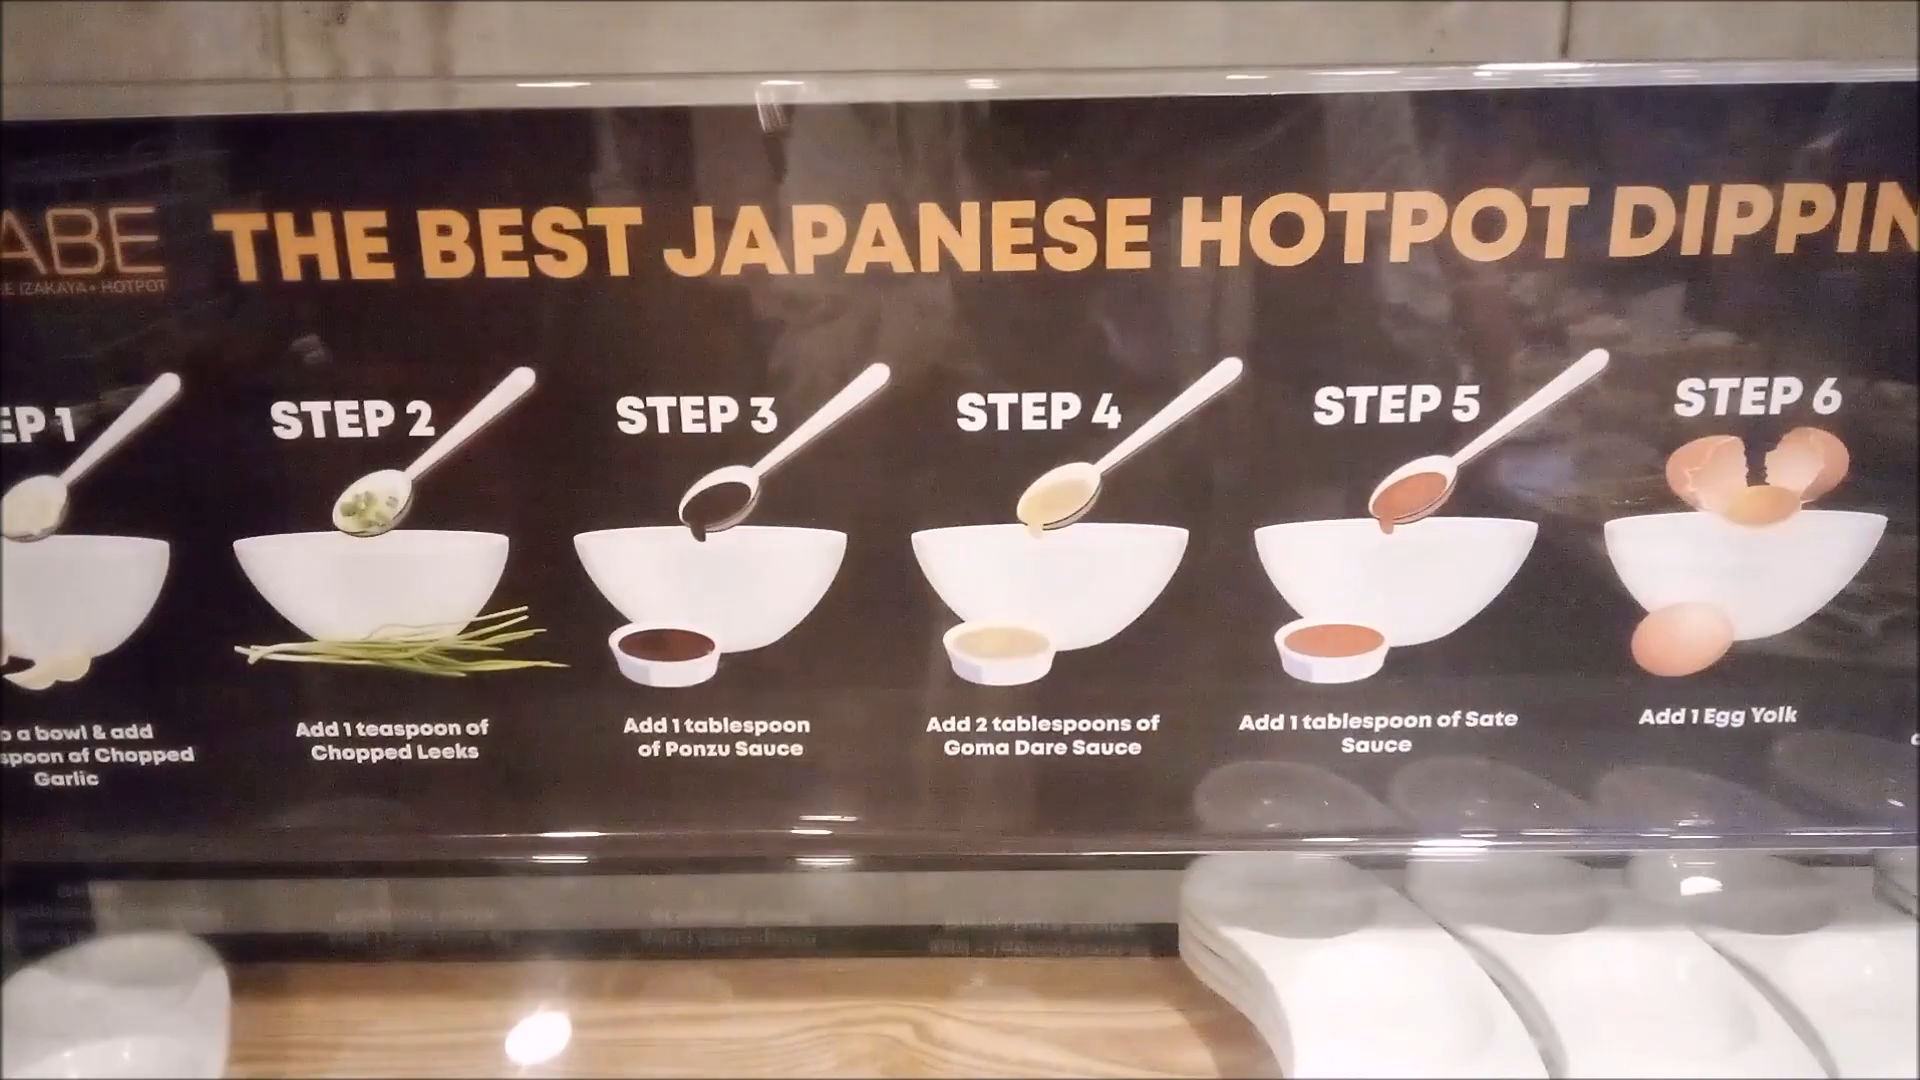 ABE
IZAKAYA • HOTPOT
THE BEST JAPANESE HOTPOT DIPPIN
EP 1
STEP 2
STEP 3
STEP 4
STEP 5
STEP 6
o a bowl & add
spoon of Chopped
Garlic
Add 1 teaspoon of
Chopped Leeks
Add 1 tablespoon
of Ponzu Sauce
Add 2 tablespoons of
Goma Dare Sauce
Add 1 tablespoon of Sate
Sauce
Add 1 Egg Yolk